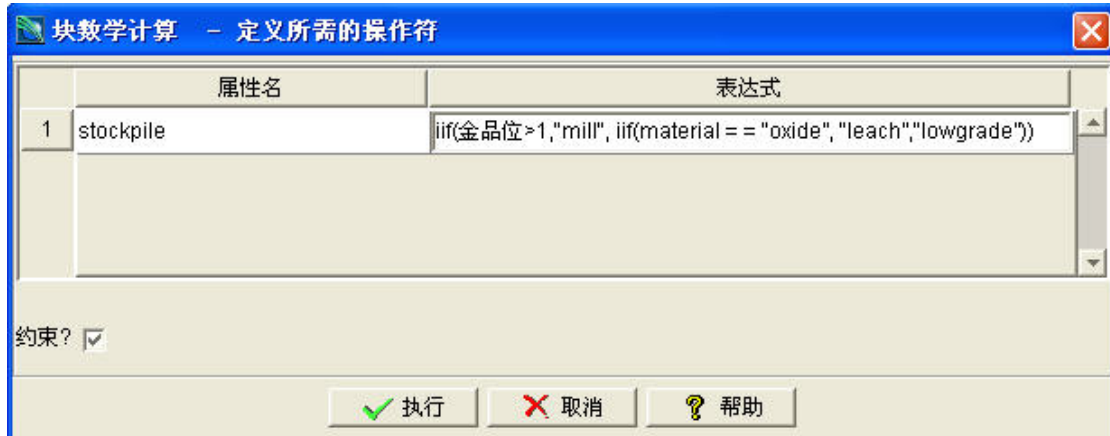 块数学计算 - 定义所需的操作符
属性名 表达式
1 stockpile iif(金品位>1,"mill", iif(material = = "oxide", "leach","lowgrade"))
约束?
执行 取消 帮助